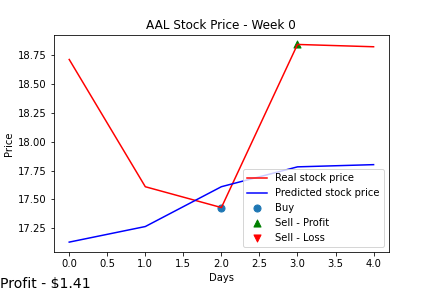 AAL Stock Price - Week 0
Price
18.75
18.50
18.25
18.00
17.75
17.50
17.25
Real stock price
Predicted stock price
Buy
Sell - Profit
Sell - Loss
0.0 0.5 1.0 1.5 2.0 2.5 3.0 3.5 4.0
Days
Profit - $1.41